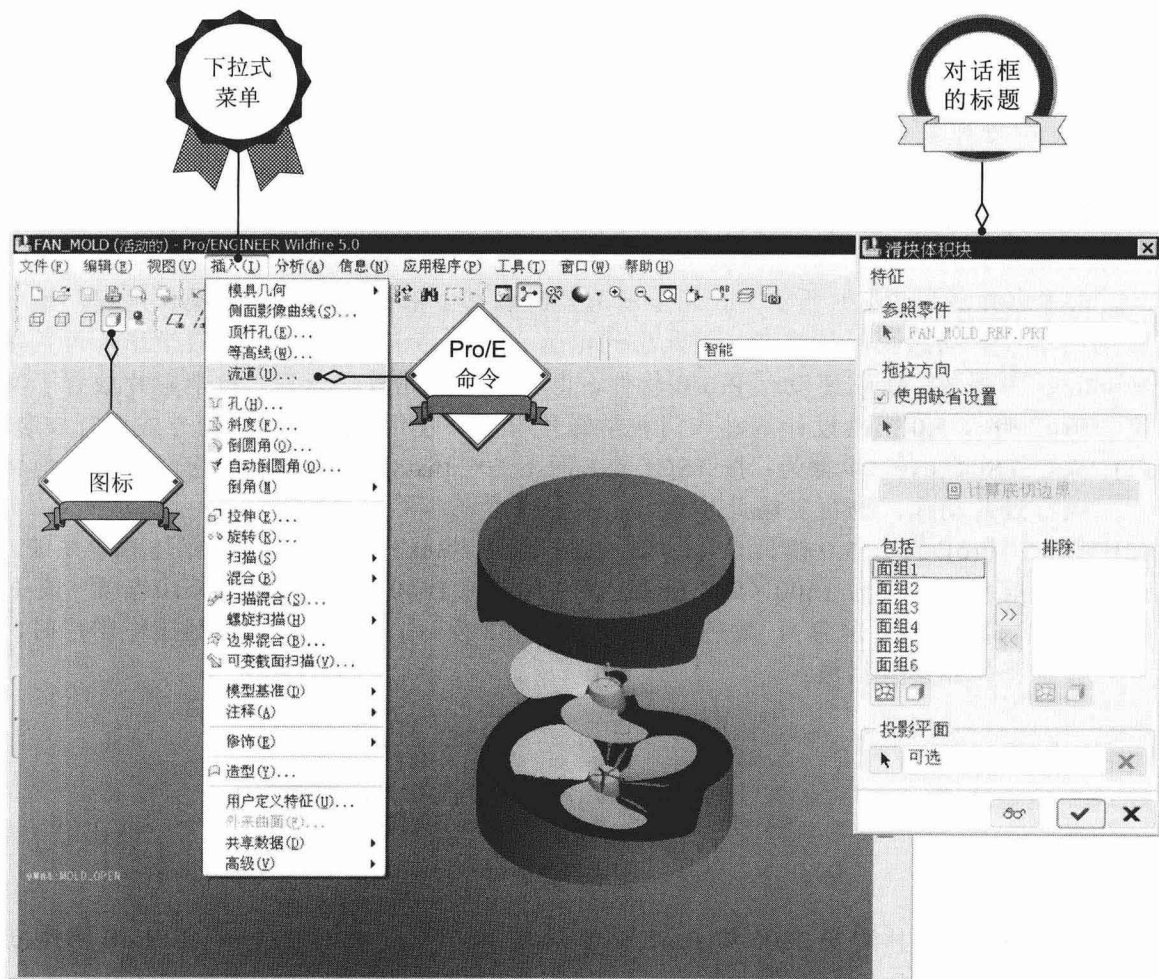 下拉式
菜单
对话框
的标题
FAN_MOLD (活动的) - Pro/ENGINEER Wildfire 5.0
文件(F) 编辑(E) 视图(V) 插入(I) 分析(A) 信息(N) 应用程序(P) 工具(T) 窗口(W) 帮助(H)
模具几何
侧面影像曲线(S)...
顶杆孔(E)...
等高线(W)...
流道(U)...
孔(H)...
斜度(F)...
倒圆角(O)...
自动倒圆角(O)...
倒角(M)
拉伸(E)...
旋转(R)...
扫描(S)
混合(B)
扫描混合(S)...
螺旋扫描(H)
边界混合(B)...
可变截面扫描(V)...
模型基准(D)
注释(A)
修饰(E)
造型(Y)...
用户定义特征(U)...
外来曲面(F)...
共享数据(D)
高级(V)
Pro/E
命令
图标
智能
MOLD_OPEN
滑块体积块
特征
参照零件
FAN_MOLD_REF.PRT
拖拉方向
使用缺省设置
计算底切边界
包括 排除
面组1
面组2
面组3
面组4
面组5
面组6
>>
<<
投影平面
可选